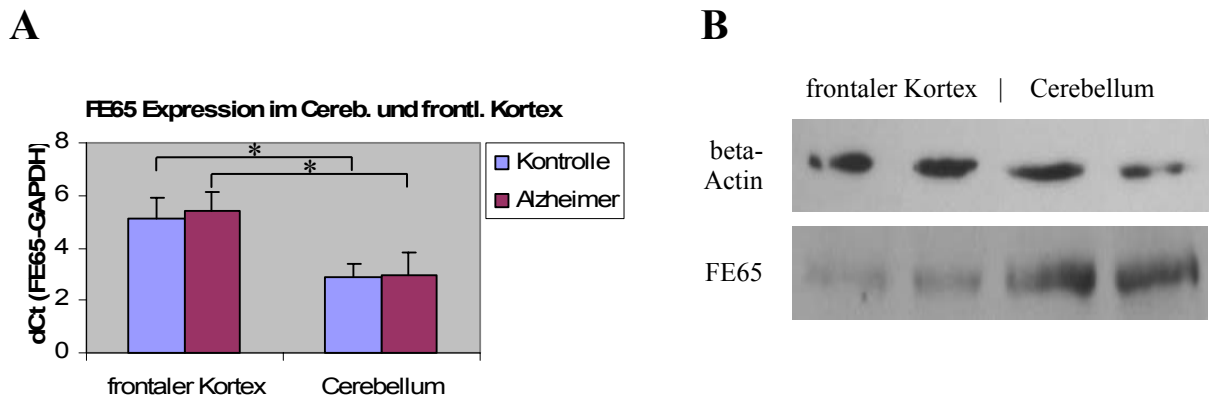 A
FE65 Expression im Cereb. und frontl. Kortex
dCt (FE65-GAPDH)
8
6
4
2
0
*
*
Kontrolle
Alzheimer
frontaler Kortex
Cerebellum
B
frontaler Kortex | Cerebellum
beta-
Actin
FE65